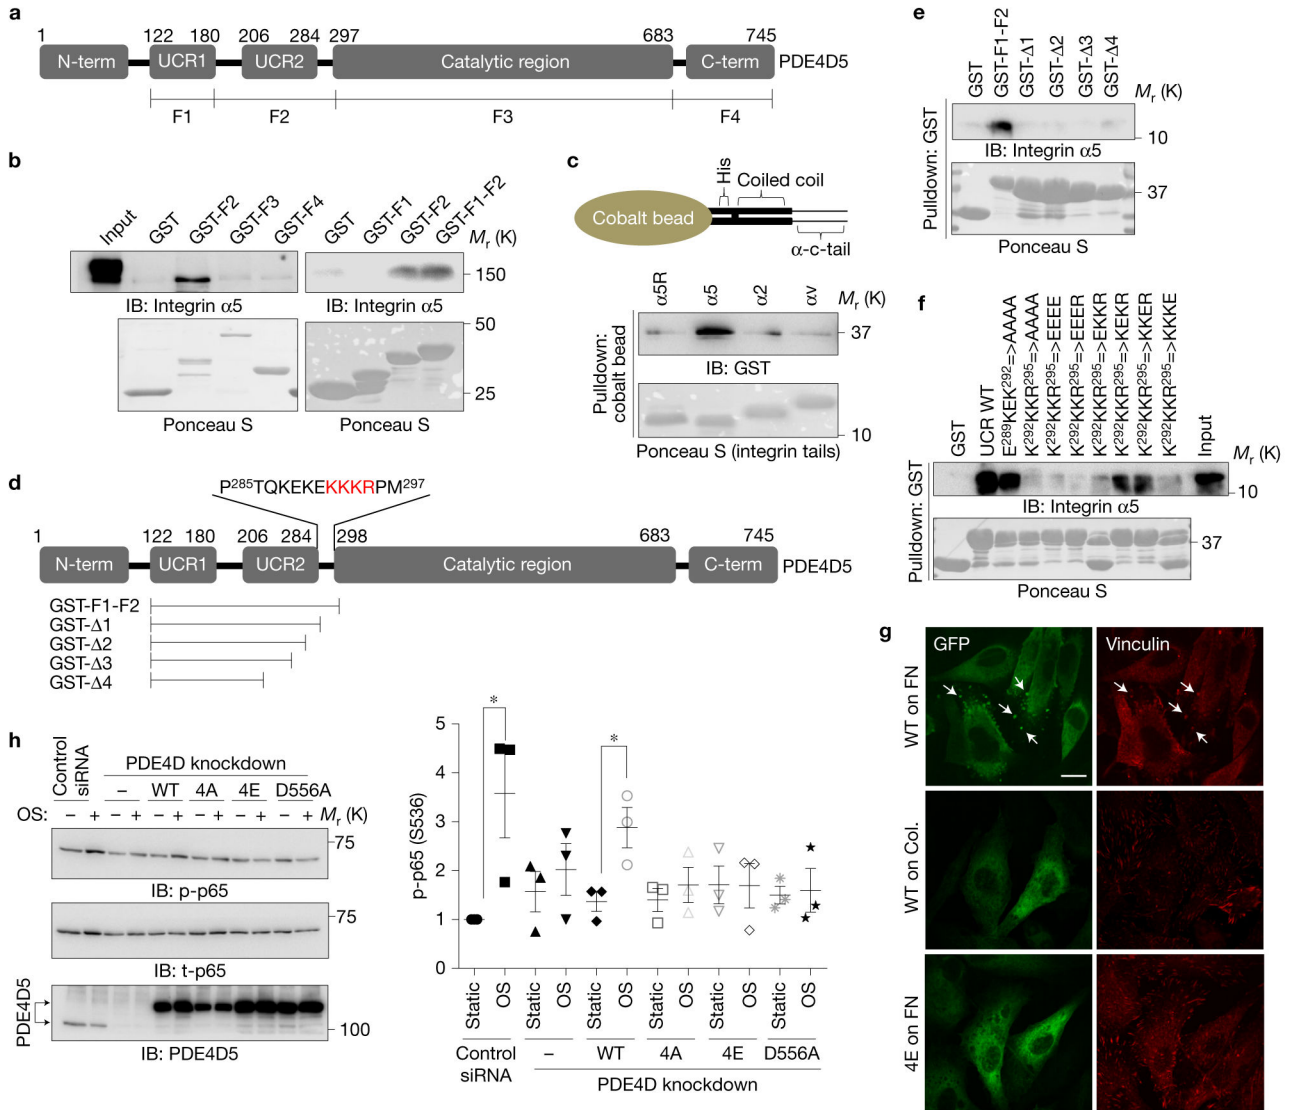 a
1 122 180 206 284 297 683 745
N-term UCR1 UCR2 Catalytic region C-term PDE4D5
F1 F2 F3 F4
b
Input GST GST-F2 GST-F3 GST-F4 GST GST-F1 GST-F2 GST-F1-F2
Mr (K)
150
IB: Integrin α5 IB: Integrin α5
50
25
Ponceau S Ponceau S
c
His Coiled coil
Cobalt bead
α-c-tail
α5R α5 α2 αv Mr (K)
37
IB: GST
Pulldown: cobalt bead
10
Ponceau S (integrin tails)
d
P285TQKEKEKKKRPM297
1 122 180 206 284 298 683 745
N-term UCR1 UCR2 Catalytic region C-term PDE4D5
GST-F1-F2
GST-Δ1
GST-Δ2
GST-Δ3
GST-Δ4
e
GST GST-F1-F2 GST-Δ1 GST-Δ2 GST-Δ3 GST-Δ4
Mr (K)
10
IB: Integrin α5
Pulldown: GST
37
Ponceau S
f
GST
UCR WT
E289KEK292=>AAAA
K292KKR295=>AAAA
K292KKR295=>EEEE
K292KKR295=>EEER
K292KKR295=>EKKR
K292KKR295=>KEKR
K292KKR295=>KKER
K292KKR295=>KKKE
Input
Mr (K)
10
IB: Integrin α5
Pulldown: GST
37
Ponceau S
g
GFP Vinculin
WT on FN
WT on Col.
4E on FN
h
Control siRNA
PDE4D knockdown
– WT 4A 4E D556A
OS: – + – + – + – + – + – + Mr (K)
75
IB: p-p65
75
IB: t-p65
PDE4D5
100
IB: PDE4D5
p-p65 (S536)
5
4
3
2
1
0
* *
Static OS Static OS Static OS Static OS Static OS Static OS
Control siRNA – WT 4A 4E D556A
PDE4D knockdown